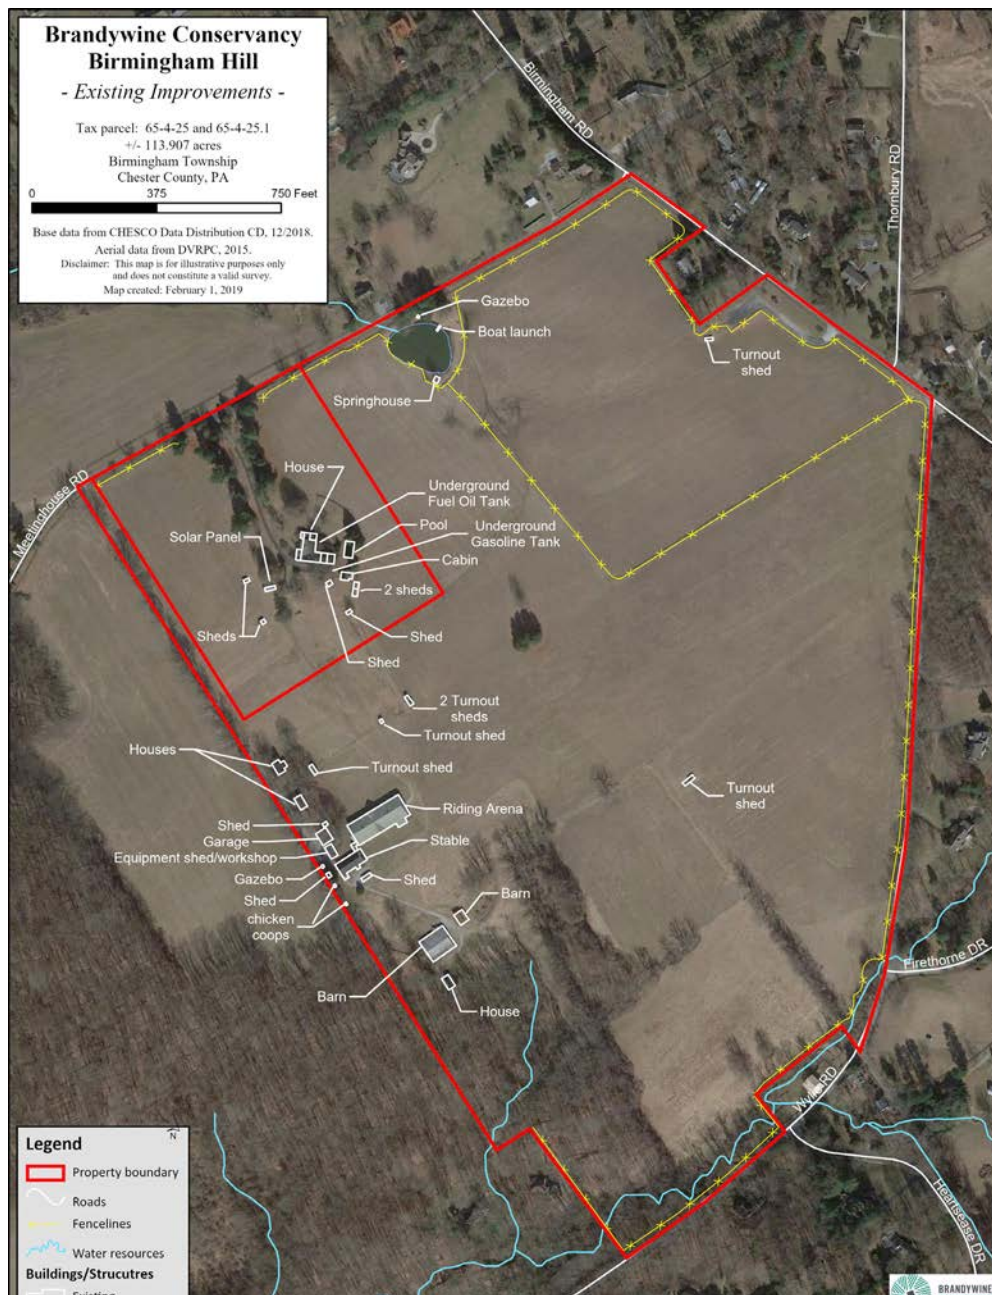 Brandywine Conservancy
Birmingham Hill
- Existing Improvements -
Tax parcel: 65-4-25 and 65-4-25.1
+/- 113.907 acres
Birmingham Township
Chester County, PA
0 375 750 Feet
Base data from CHESCO Data Distribution CD, 12/2018.
Aerial data from DVRPC, 2015.
Disclaimer: This map is for illustrative purposes only
and does not constitute a valid survey.
Map created: February 1, 2019
Birmingham RD
Thornbury RD
Gazebo
Boat launch
Turnout
shed
Springhouse
House
Underground
Fuel Oil Tank
Meetinghouse RD
Pool
Underground
Gasoline Tank
Solar Panel
Cabin
2 sheds
Sheds
Shed
Shed
2 Turnout
sheds
Turnout shed
Houses
Turnout shed
Turnout
shed
Riding Arena
Shed
Garage
Stable
Equipment shed/workshop
Gazebo
Shed
Shed
Barn
chicken
coops
Firethorne DR
Barn
House
Wylie RD
Heartsease DR
Legend
N
Property boundary
Roads
Fencelines
Water resources
Buildings/Strucutres
Existing
BRANDYWINE